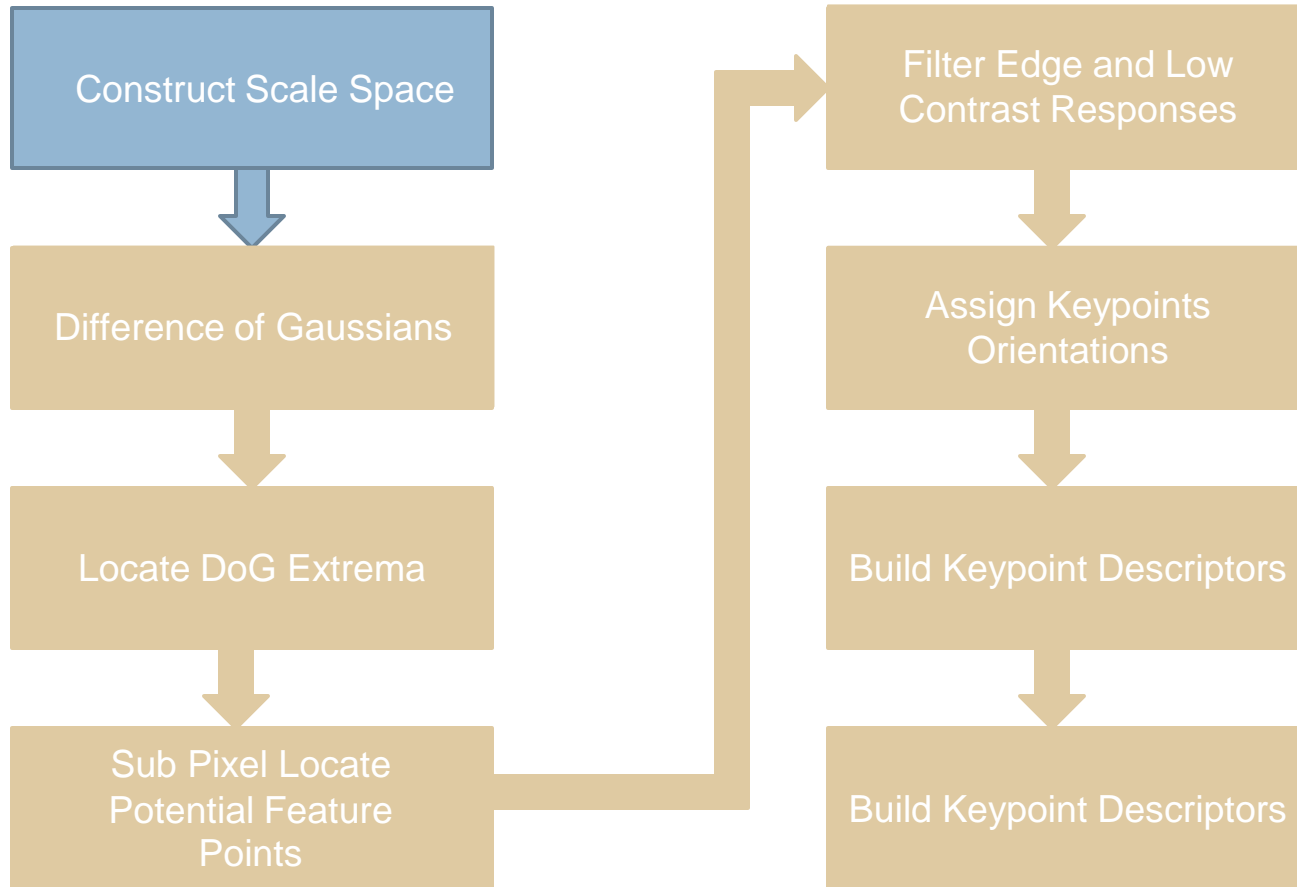 Construct Scale Space
Difference of Gaussians
Locate DoG Extrema
Sub Pixel Locate
Potential Feature
Points
Filter Edge and Low
Contrast Responses
Assign Keypoints
Orientations
Build Keypoint Descriptors
Build Keypoint Descriptors